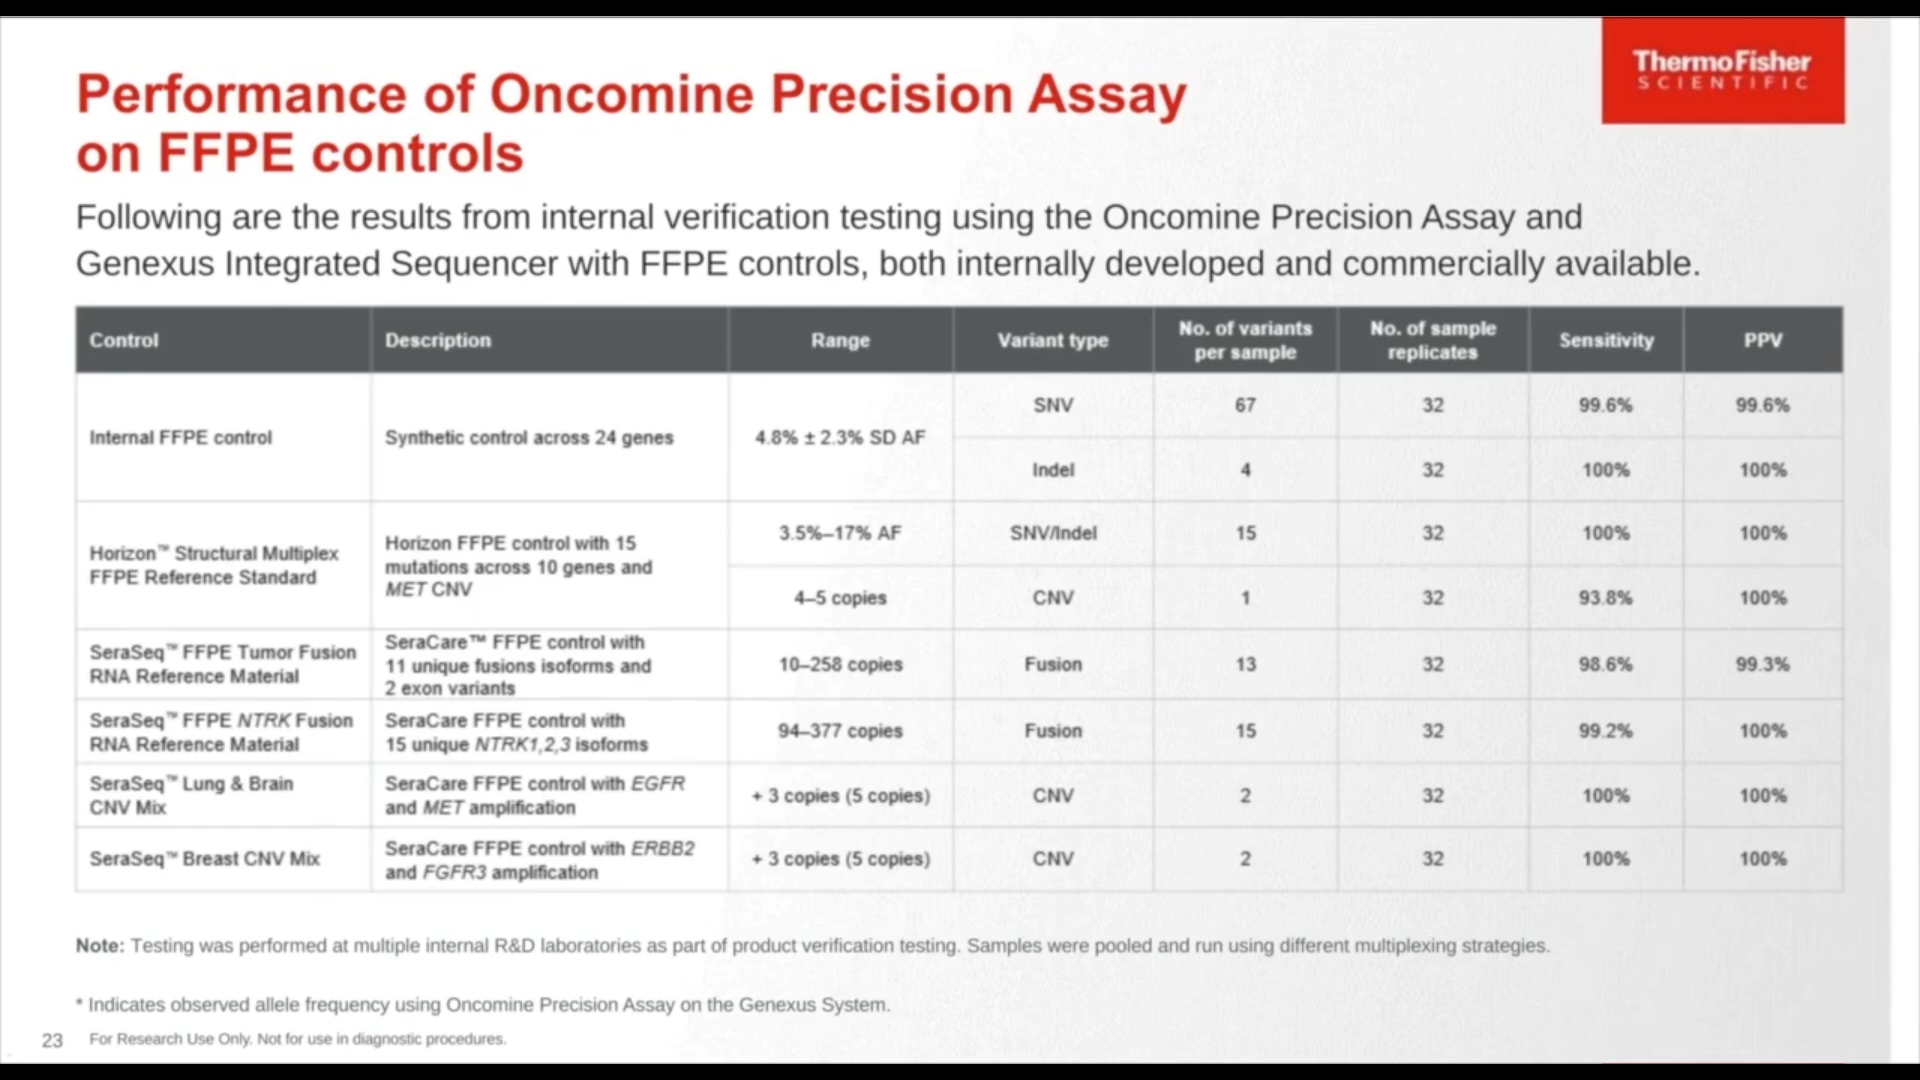 ThermoFisher
SCIENTIFIC
Performance of Oncomine Precision Assay
on FFPE controls
Following are the results from internal verification testing using the Oncomine Precision Assay and
Genexus Integrated Sequencer with FFPE controls, both internally developed and commercially available.
Control Description Range Variant type No. of variants per sample No. of sample replicates Sensitivity PPV
Internal FFPE control Synthetic control across 24 genes 4.8% ± 2.3% SD AF SNV 67 32 99.6% 99.6%
Indel 4 32 100% 100%
Horizon™ Structural Multiplex
FFPE Reference Standard
Horizon FFPE control with 15
mutations across 10 genes and
MET CNV
3.5%–17% AF SNV/Indel 15 32 100% 100%
4–5 copies CNV 1 32 93.8% 100%
SeraSeq™ FFPE Tumor Fusion
RNA Reference Material
SeraCare™ FFPE control with
11 unique fusions isoforms and
2 exon variants
10–258 copies Fusion 13 32 98.6% 99.3%
SeraSeq™ FFPE NTRK Fusion
RNA Reference Material
SeraCare FFPE control with
15 unique NTRK1,2,3 isoforms
94–377 copies Fusion 15 32 99.2% 100%
SeraSeq™ Lung & Brain
CNV Mix
SeraCare FFPE control with EGFR
and MET amplification
+ 3 copies (5 copies) CNV 2 32 100% 100%
SeraSeq™ Breast CNV Mix
SeraCare FFPE control with ERBB2
and FGFR3 amplification
+ 3 copies (5 copies) CNV 2 32 100% 100%
Note: Testing was performed at multiple internal R&D laboratories as part of product verification testing. Samples were pooled and run using different multiplexing strategies.
* Indicates observed allele frequency using Oncomine Precision Assay on the Genexus System.
23 For Research Use Only. Not for use in diagnostic procedures.